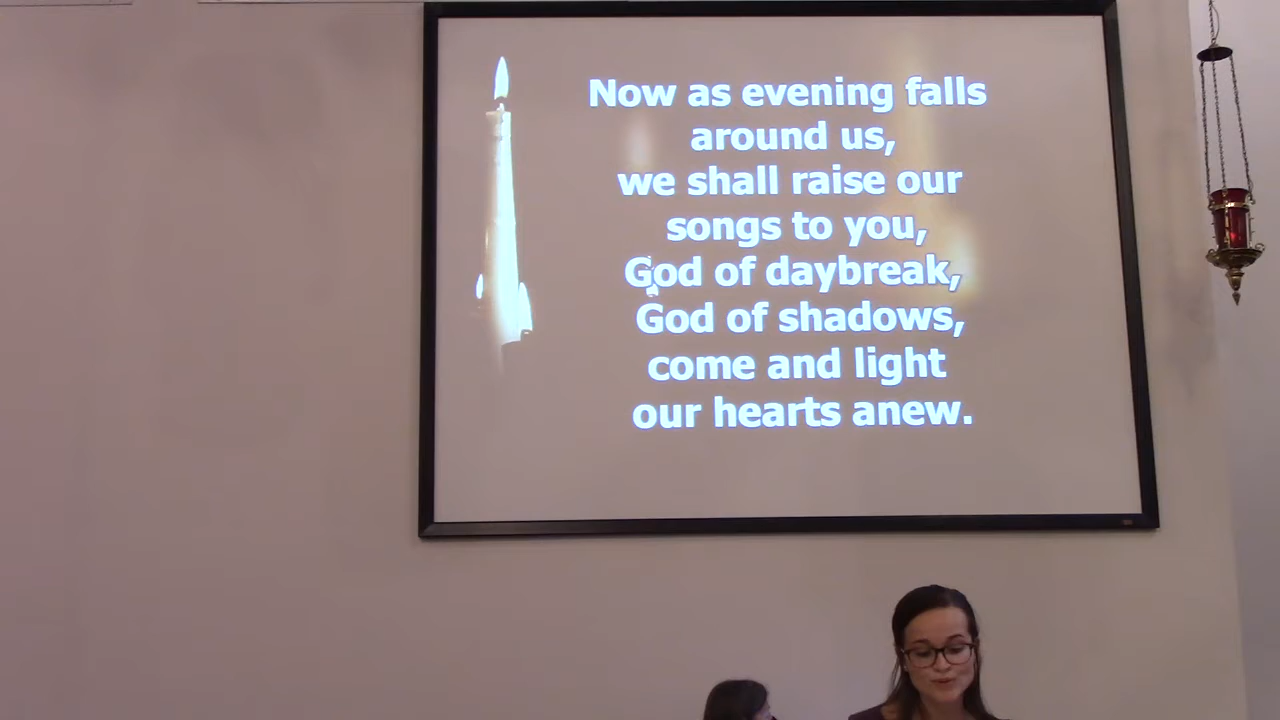 Now as evening falls
around us,
we shall raise our
songs to you,
God of daybreak,
God of shadows,
come and light
our hearts anew.